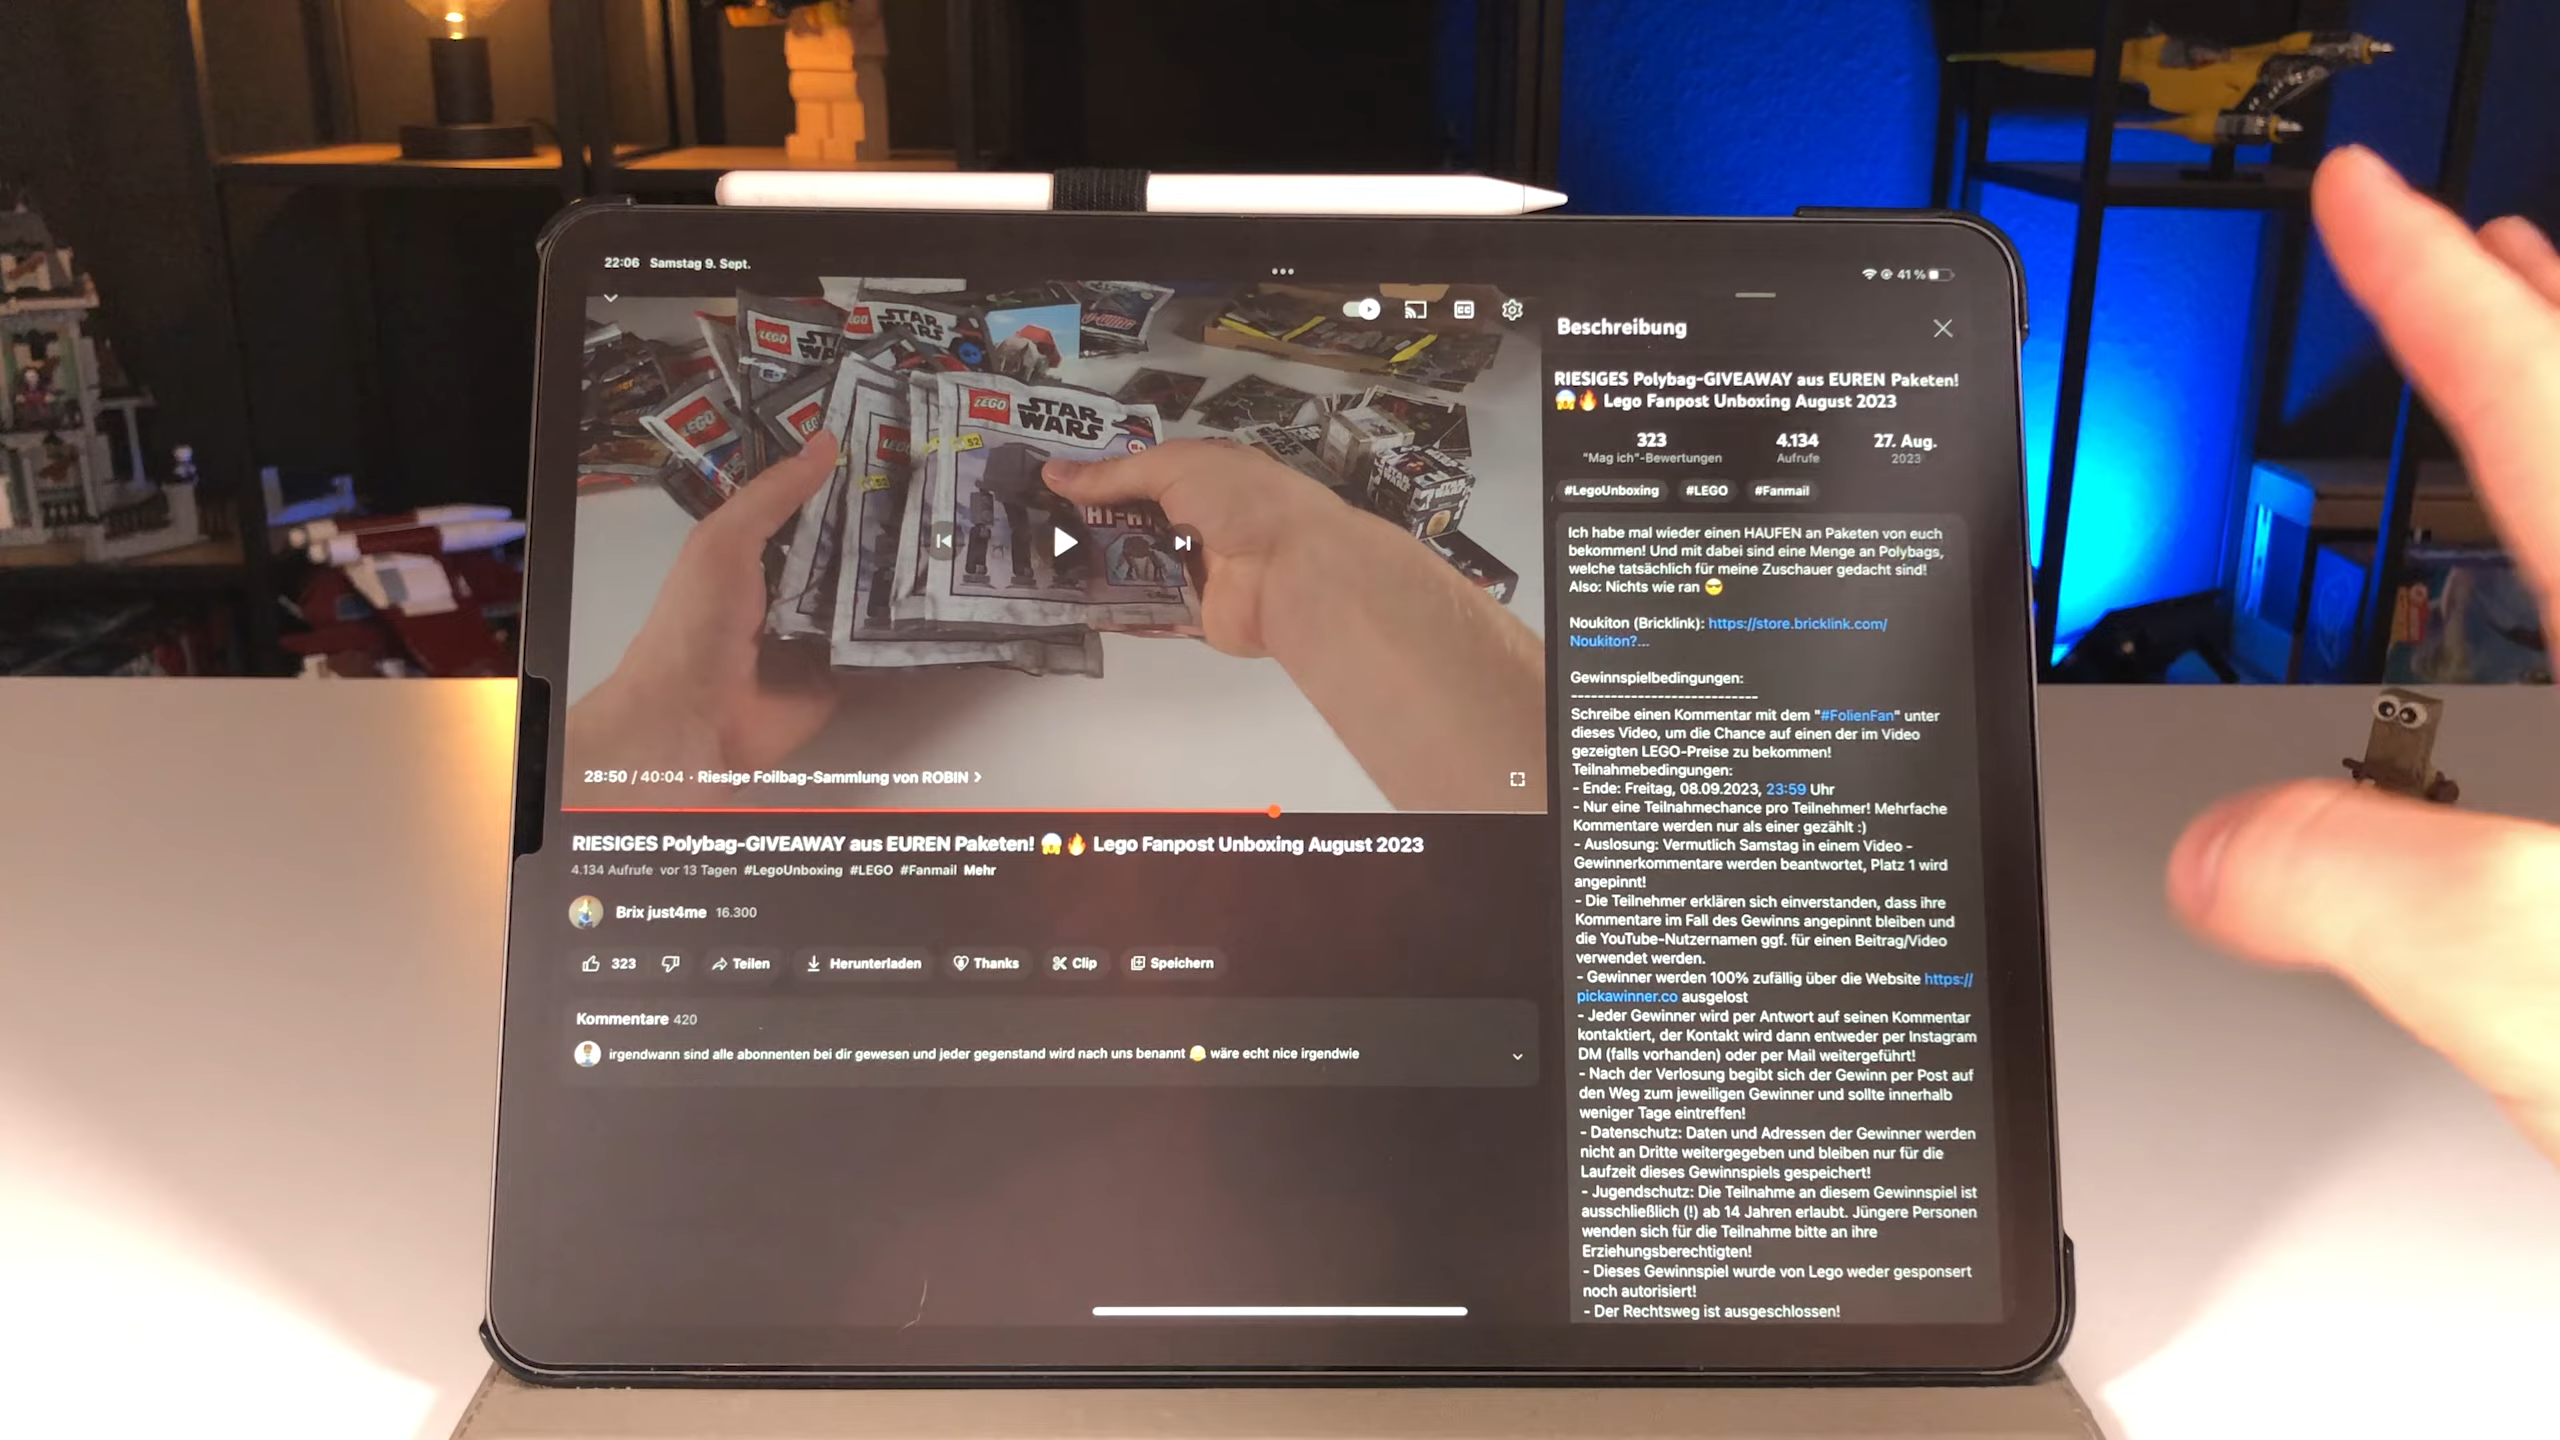 22:06 Samstag 9. Sept.
41 %
LEGO
STAR WARS
LEGO
STAR
WARS
52
28:50 / 40:04 · Riesige Foilbag-Sammlung von ROBIN >
RIESIGES Polybag-GIVEAWAY aus EUREN Paketen! 😱🔥 Lego Fanpost Unboxing August 2023
4.134 Aufrufe vor 13 Tagen #LegoUnboxing #LEGO #Fanmail Mehr
Brix just4me 16.300
323 Teilen Herunterladen Thanks Clip Speichern
Kommentare 420
irgendwann sind alle abonnenten bei dir gewesen und jeder gegenstand wird nach uns benannt wäre echt nice irgendwie
Beschreibung
RIESIGES Polybag-GIVEAWAY aus EUREN Paketen!
😱🔥 Lego Fanpost Unboxing August 2023
323 4.134 27. Aug.
"Mag ich"-Bewertungen Aufrufe 2023
#LegoUnboxing #LEGO #Fanmail
Ich habe mal wieder einen HAUFEN an Paketen von euch
bekommen! Und mit dabei sind eine Menge an Polybags,
welche tatsächlich für meine Zuschauer gedacht sind!
Also: Nichts wie ran 😎
Noukiton (Bricklink): https://store.bricklink.com/
Noukiton?...
Gewinnspielbedingungen:
----------------------------
Schreibe einen Kommentar mit dem "#FolienFan" unter
dieses Video, um die Chance auf einen der im Video
gezeigten LEGO-Preise zu bekommen!
Teilnahmebedingungen:
- Ende: Freitag, 08.09.2023, 23:59 Uhr
- Nur eine Teilnahmechance pro Teilnehmer! Mehrfache
Kommentare werden nur als einer gezählt :)
- Auslosung: Vermutlich Samstag in einem Video -
Gewinnerkommentare werden beantwortet, Platz 1 wird
angepinnt!
- Die Teilnehmer erklären sich einverstanden, dass ihre
Kommentare im Fall des Gewinns angepinnt bleiben und
die YouTube-Nutzernamen ggf. für einen Beitrag/Video
verwendet werden.
- Gewinner werden 100% zufällig über die Website https://
pickawinner.co ausgelost
- Jeder Gewinner wird per Antwort auf seinen Kommentar
kontaktiert, der Kontakt wird dann entweder per Instagram
DM (falls vorhanden) oder per Mail weitergeführt!
- Nach der Verlosung begibt sich der Gewinn per Post auf
den Weg zum jeweiligen Gewinner und sollte innerhalb
weniger Tage eintreffen!
- Datenschutz: Daten und Adressen der Gewinner werden
nicht an Dritte weitergegeben und bleiben nur für die
Laufzeit dieses Gewinnspiels gespeichert!
- Jugendschutz: Die Teilnahme an diesem Gewinnspiel ist
ausschließlich (!) ab 14 Jahren erlaubt. Jüngere Personen
wenden sich für die Teilnahme bitte an ihre
Erziehungsberechtigten!
- Dieses Gewinnspiel wurde von Lego weder gesponsert
noch autorisiert!
- Der Rechtsweg ist ausgeschlossen!